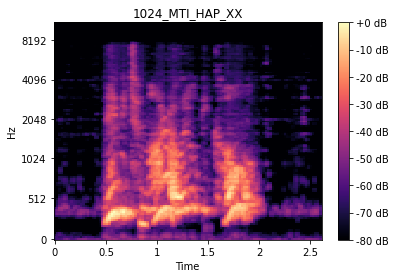 1024_MTI_HAP_XX
+0 dB
8192
-10 dB
4096
-20 dB
-30 dB
2048
Hz
-40 dB
1024
-50 dB
512
-60 dB
-70 dB
0
-80 dB
0 0.5 1 1.5 2 2.5
Time